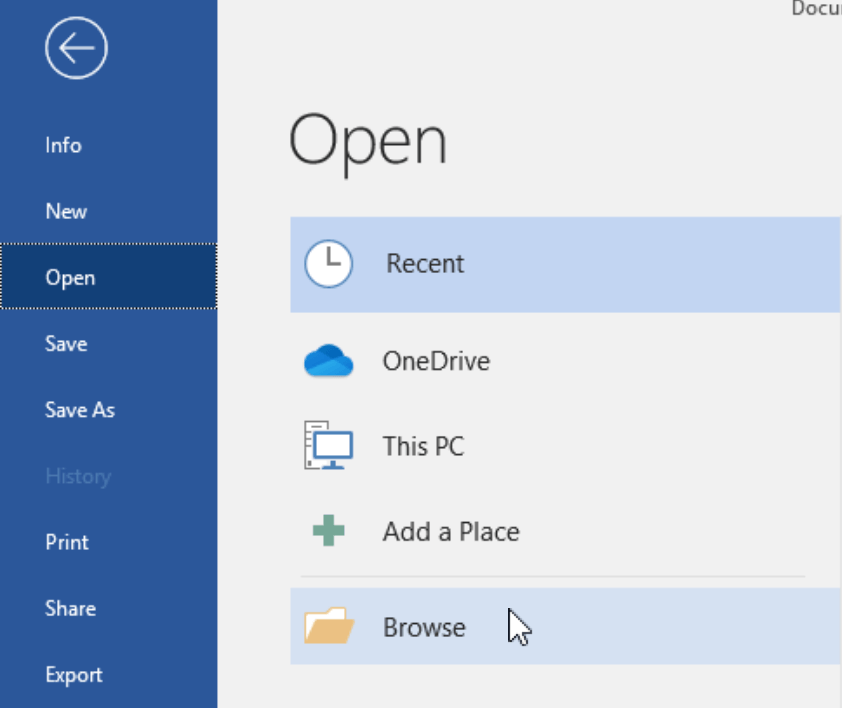 Docu
Info
New
Open
Save
Save As
History
Print
Share
Export
Open
Recent
OneDrive
This PC
Add a Place
Browse